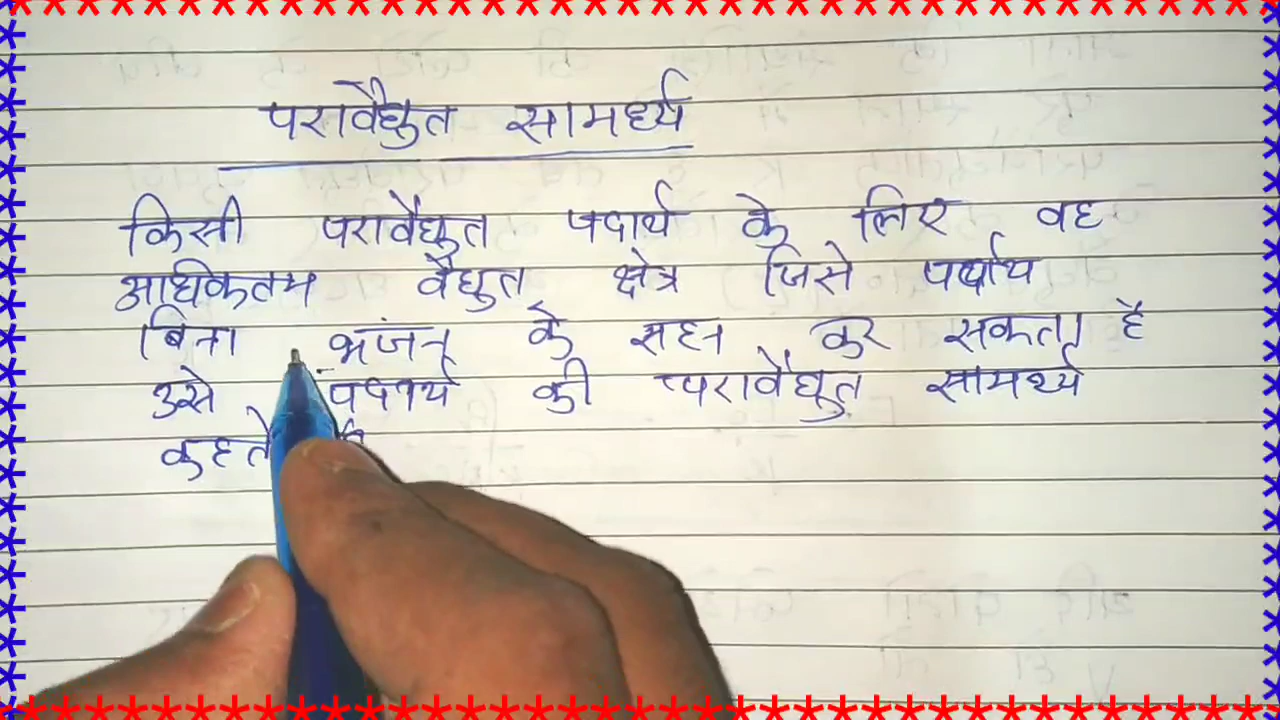 परावैद्युत सामर्थ्य
किसी परावैद्युत पदार्थ के लिए वह
अधिकतम वैद्युत क्षेत्र जिसे पदार्थ
बिना भंजन के सहन कर सकता है
उसे पदार्थ की परावैद्युत सामर्थ्य
कहते